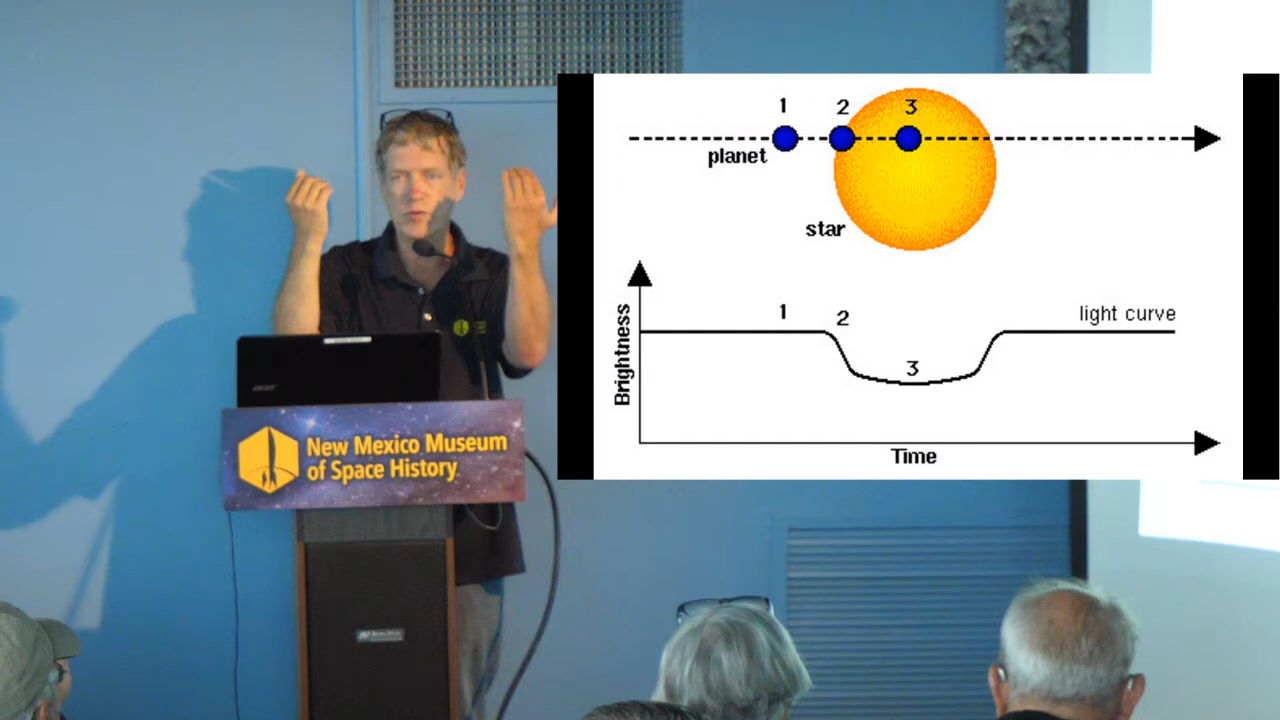 1 2 3
planet
star
1
2
light curve
3
Brightness
Time
acer
New Mexico Museum
of Space History